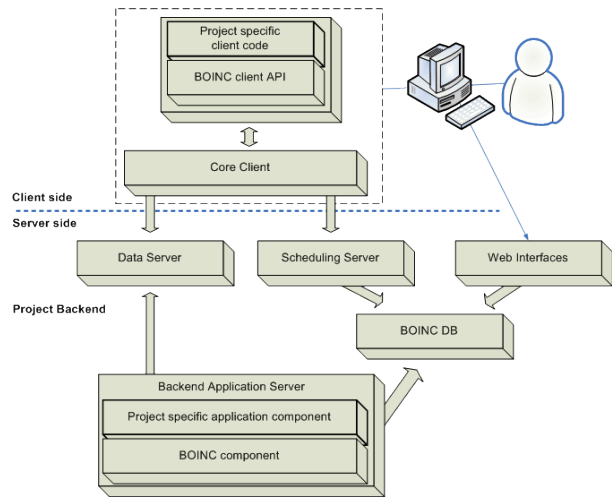 Project specific
client code
BOINC client API
Core Client
Client side
Server side
Data Server
Scheduling Server
Web Interfaces
Project Backend
BOINC DB
Backend Application Server
Project specific application component
BOINC component